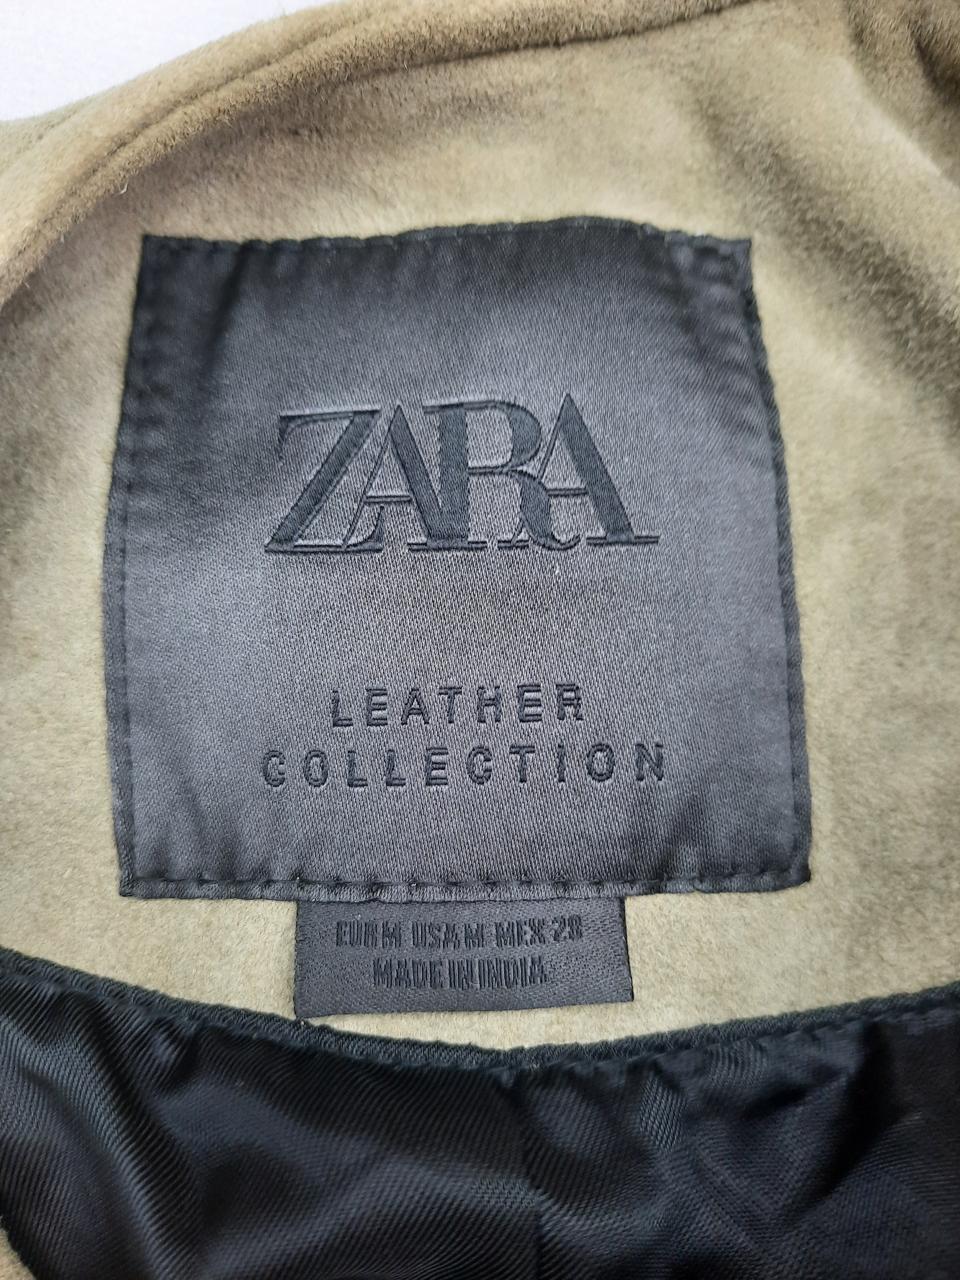 ZARA
LEATHER
COLLECTION
EUR M USA M MEX 28
MADE IN INDIA